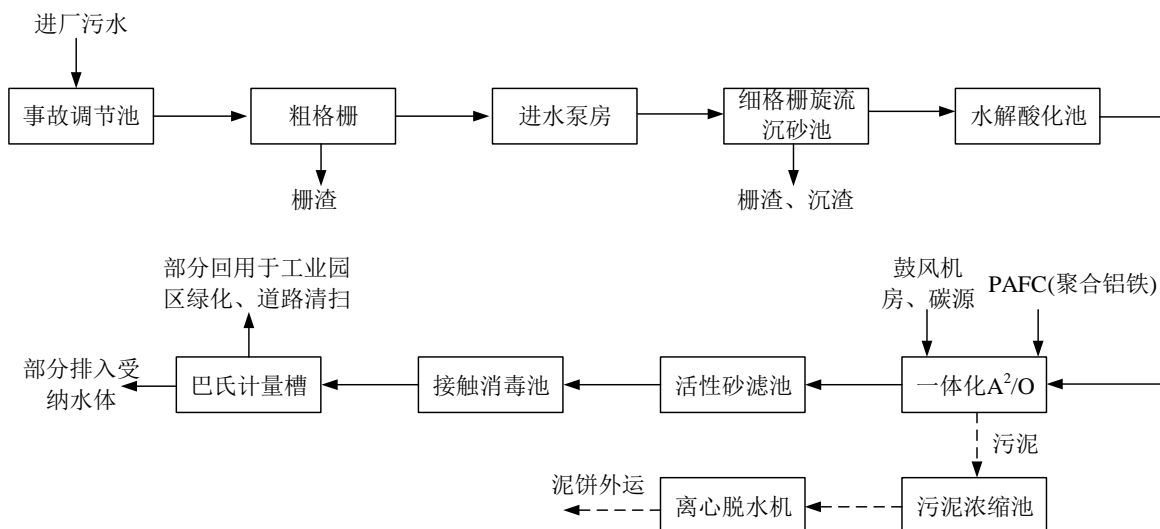 进厂污水
事故调节池
粗格栅
进水泵房
细格栅旋流
沉砂池
水解酸化池
栅渣
栅渣、沉渣
部分回用于工业园
区绿化、道路清扫
鼓风机
房、碳源
PAFC(聚合铝铁)
部分排入受
纳水体
巴氏计量槽
接触消毒池
活性砂滤池
一体化A²/O
污泥
泥饼外运
离心脱水机
污泥浓缩池